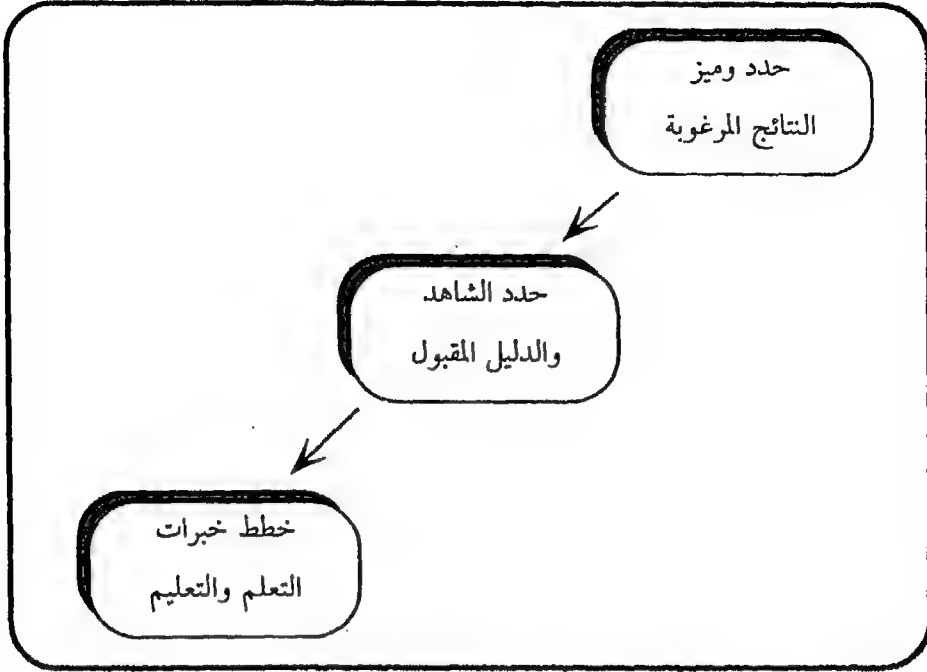 حدد وميز
النتائج المرغوبة
حدد الشاهد
والدليل المقبول
خطط خبرات
التعلم والتعليم